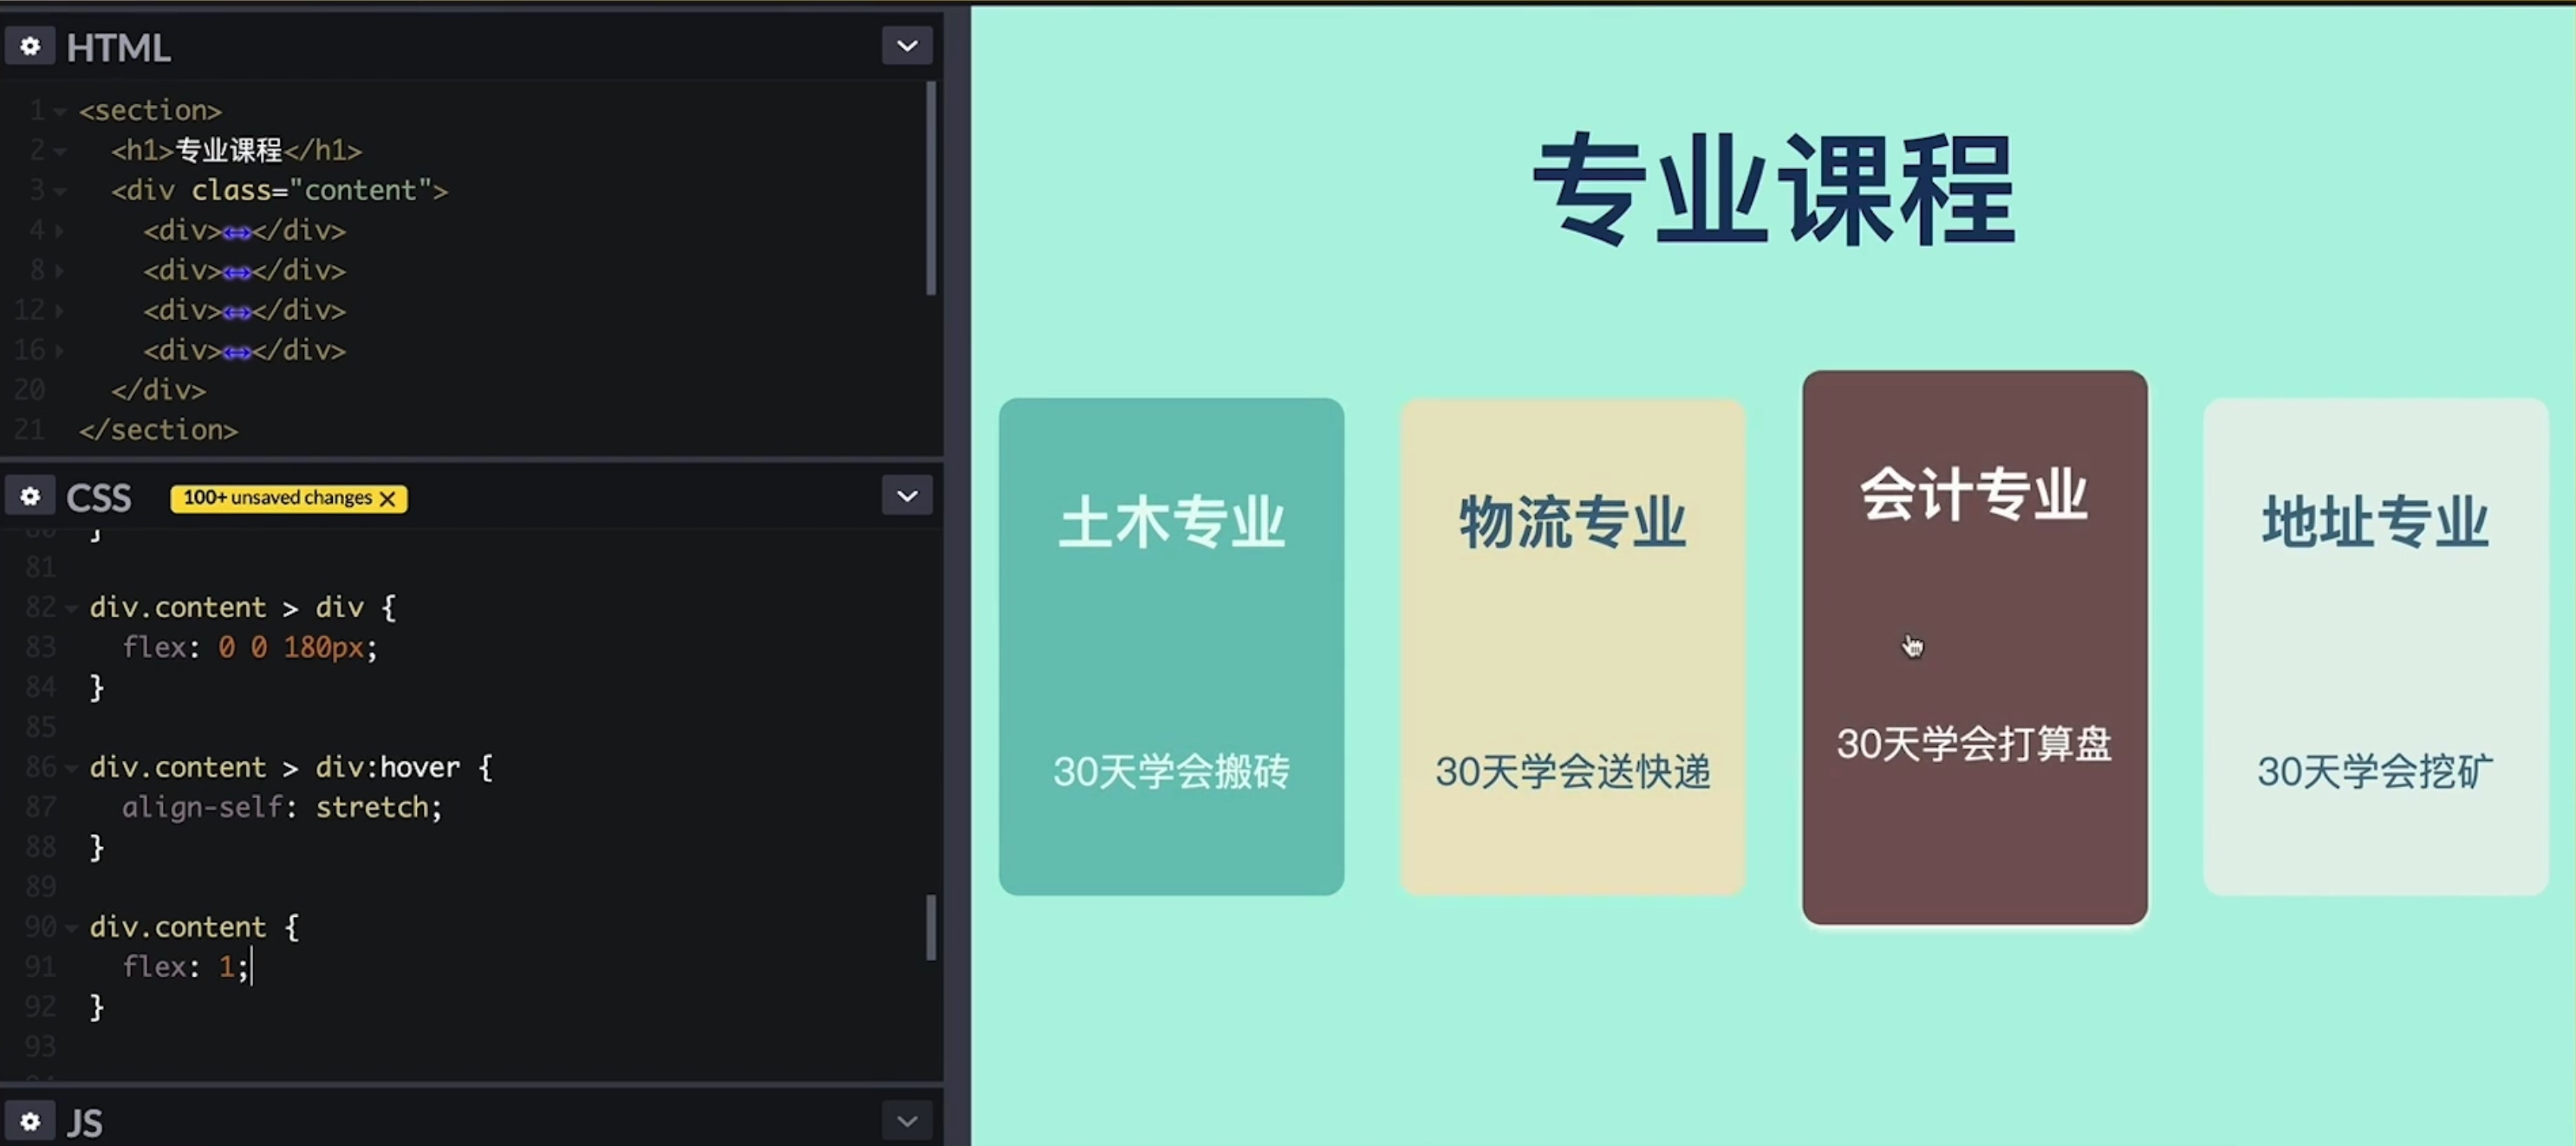 HTML
1 <section>
2 <h1>专业课程</h1>
3 <div class="content">
4 <div>↔</div>
8 <div>↔</div>
12 <div>↔</div>
16 <div>↔</div>
20 </div>
21 </section>
CSS 100+ unsaved changes ×
80 }
81
82 div.content > div {
83 flex: 0 0 180px;
84 }
85
86 div.content > div:hover {
87 align-self: stretch;
88 }
89
90 div.content {
91 flex: 1;
92 }
93
JS
专业课程
土木专业
30天学会搬砖
物流专业
30天学会送快递
会计专业
30天学会打算盘
地址专业
30天学会挖矿